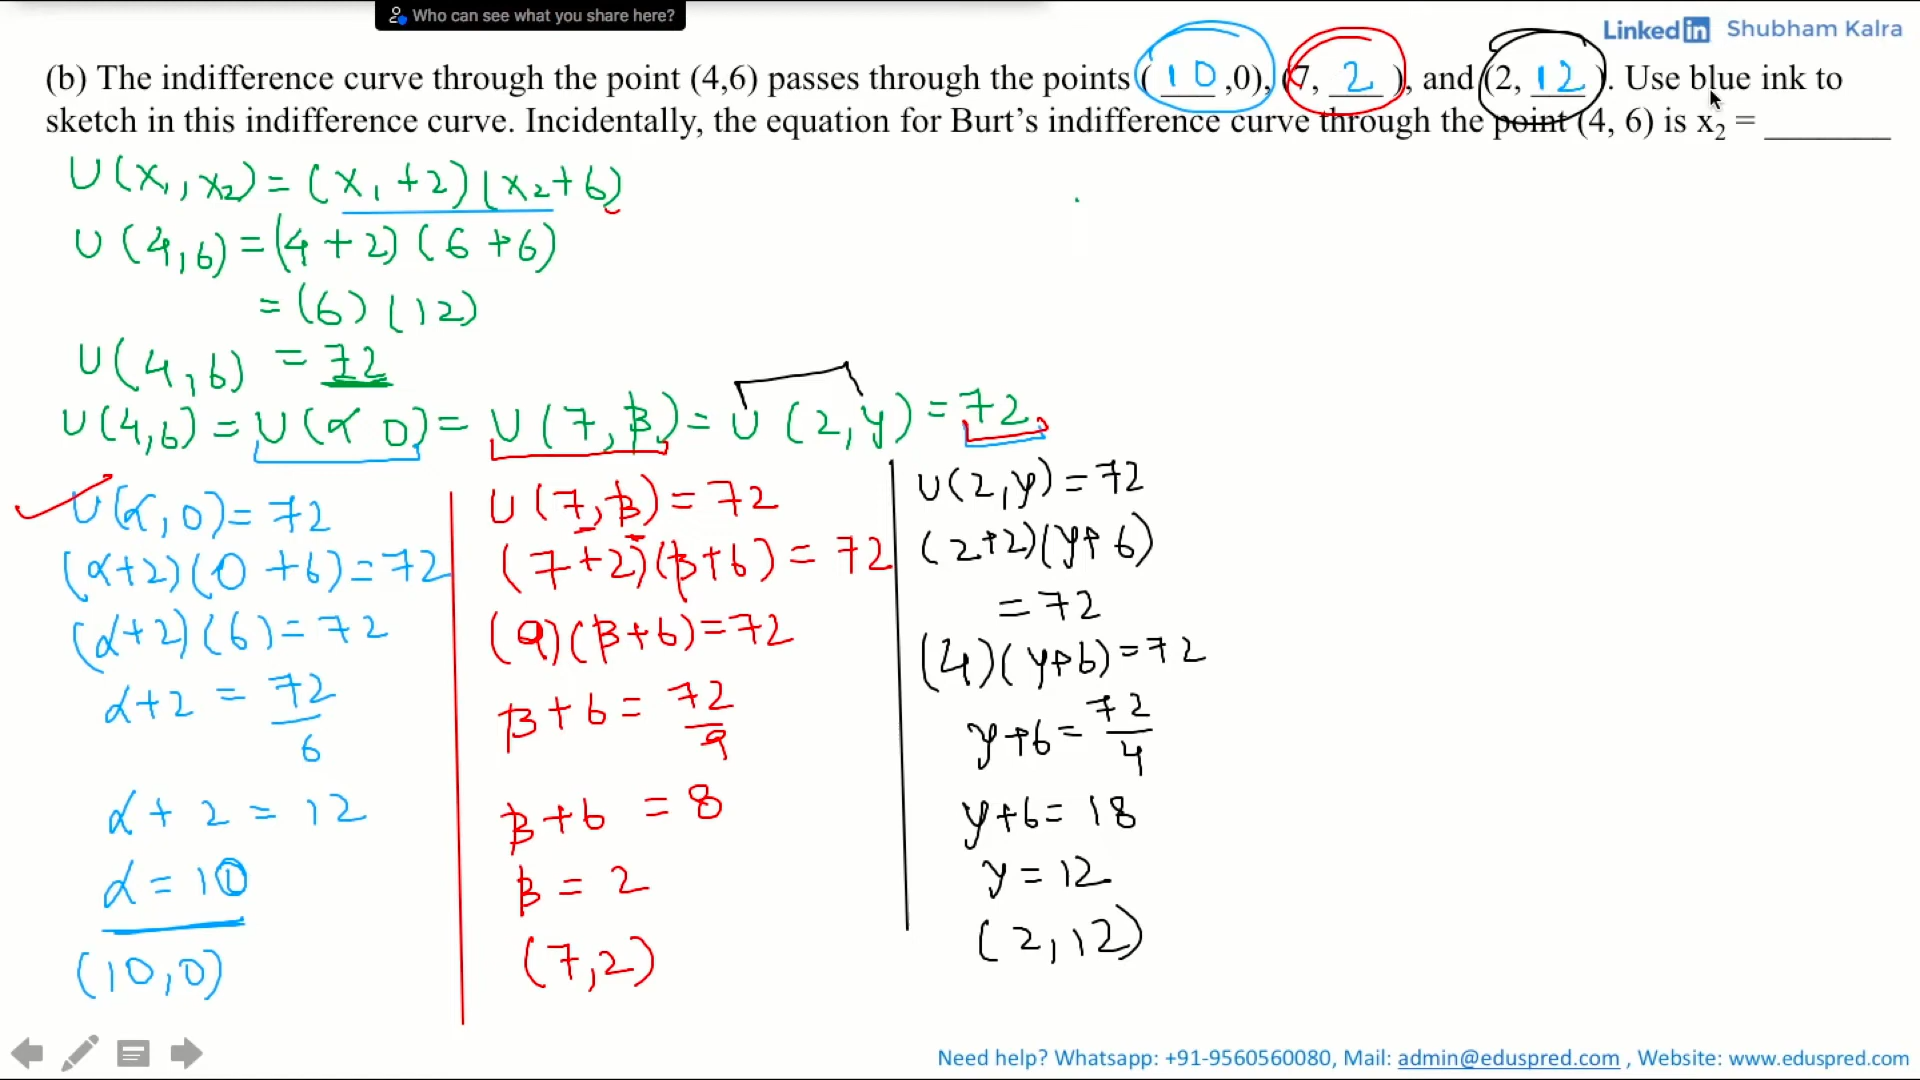 Who can see what you share here?
Linked in Shubham Kalra
(b) The indifference curve through the point (4,6) passes through the points ( 10 ,0), (7, 2 ), and (2, 12 ). Use blue ink to
sketch in this indifference curve. Incidentally, the equation for Burt’s indifference curve through the point (4, 6) is x₂ = _______
U(x₁, x₂) = (x₁+2)(x₂+6)
U(4,6) = (4+2)(6+6)
= (6)(12)
U(4,6) = 72
U(4,6) = U(α 0) = U(7, β) = U(2, y) = 72
U(α, 0) = 72
(α+2)(0+6) = 72
(α+2)(6) = 72
α+2 = 72/6
α+2 = 12
α = 10
(10,0)
U(7, β) = 72
(7+2)(β+6) = 72
(9)(β+6) = 72
β+6 = 72/9
β+6 = 8
β = 2
(7,2)
U(2,y) = 72
(2+2)(y+6)
= 72
(4)(y+6) = 72
y+6 = 72/4
y+6 = 18
y = 12
(2,12)
Need help? Whatsapp: +91-9560560080, Mail: admin@eduspred.com , Website: www.eduspred.com